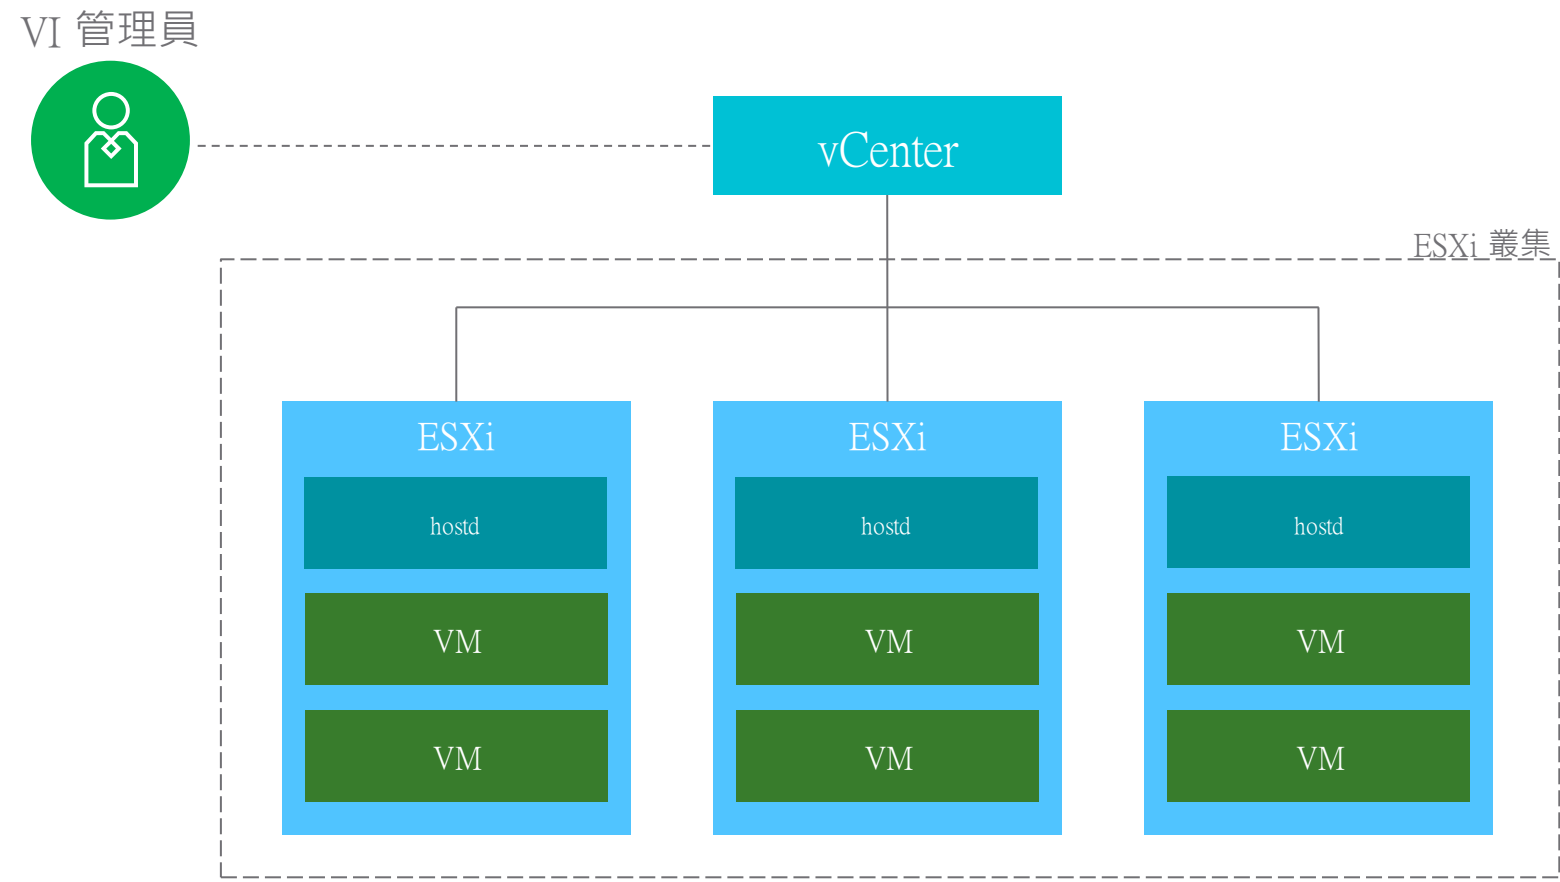 VI 管理員
vCenter
ESXi 叢集
ESXi
ESXi
ESXi
hostd
hostd
hostd
VM
VM
VM
VM
VM
VM